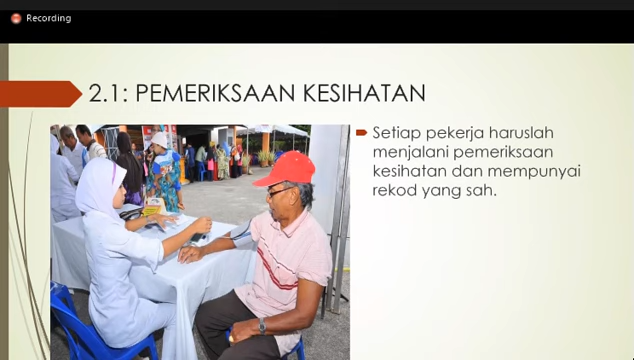 Recording
2.1: PEMERIKSAAN KESIHATAN
Setiap pekerja haruslah
menjalani pemeriksaan
kesihatan dan mempunyai
rekod yang sah.